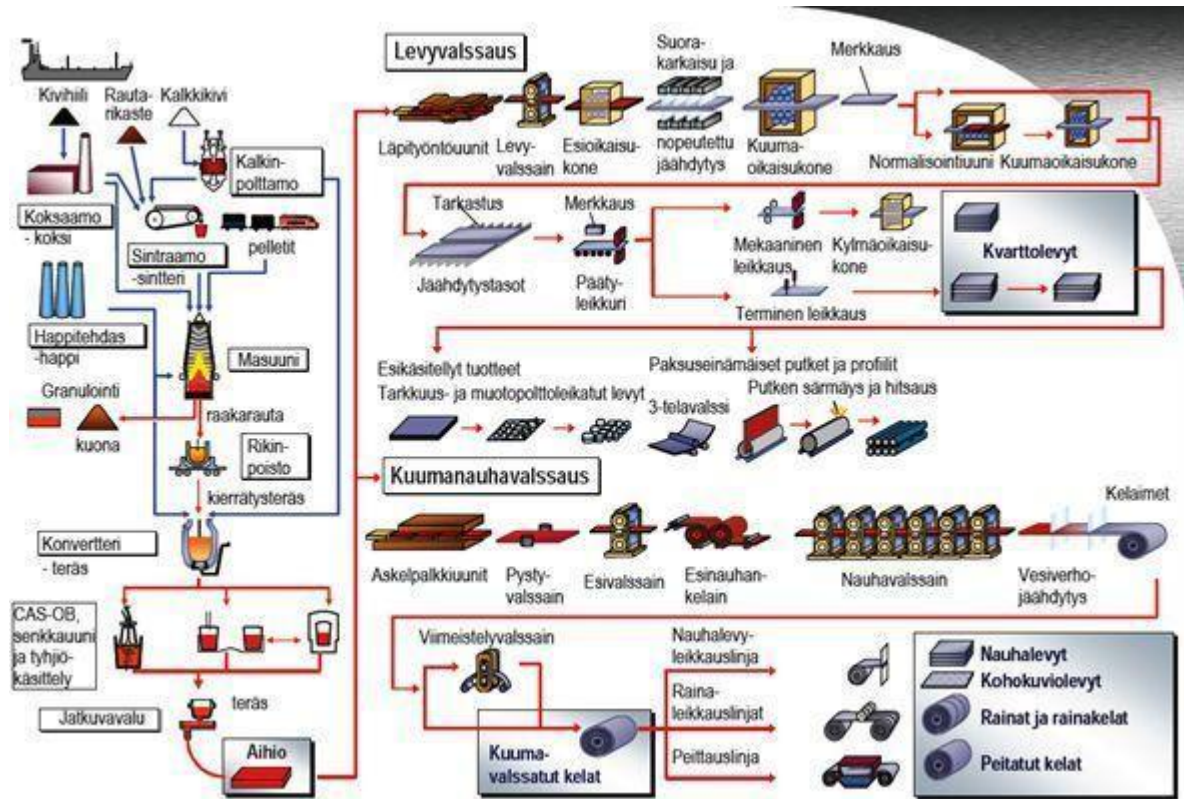 Kivihiili
Rauta-
rikaste
Kalkkikivi
Kalkin-
polttamo
Koksaamo
- koksi
Sintraamo
-sintteri
pelletit
Happitehdas
-happi
Masuuni
Granulointi
kuona
raakarauta
Rikin-
poisto
kierrätysteräs
Konvertteri
- teräs
CAS-OB,
senkkauuni
ja tyhjiö-
käsittely
Jatkuvavalu
teräs
Aihio
Levyvalssaus
Läpityöntöuunit
Levy-
valssain
Esioikaisu-
kone
Suora-
karkaisu ja
nopeutettu
jäähdytys
Kuuma-
oikaisukone
Merkkaus
Normalisointiuuni
Kuumaoikaisukone
Tarkastus
Jäähdytystasot
Merkkaus
Pääty-
leikkuri
Mekaaninen
leikkaus
Kylmäoikaisu-
kone
Terminen leikkaus
Kvarttolevyt
Esikäsitellyt tuotteet
Tarkkuus- ja muotopolttoleikatut levyt
Paksuseinämäiset putket ja profiilit
3-telavalssi
Putken särmäys ja hitsaus
Kuumanauhavalssaus
Askelpalkkiuunit
Pysty-
valssain
Esivalssain
Esinauhan-
kelain
Nauhavalssain
Vesiverho-
jäähdytys
Kelaimet
Viimeistelyvalssain
Kuuma-
valssatut kelat
Nauhalevy-
leikkauslinja
Raina-
leikkauslinjat
Peittauslinja
Nauhalevyt
Kohokuviolevyt
Rainat ja rainakelat
Peitatut kelat